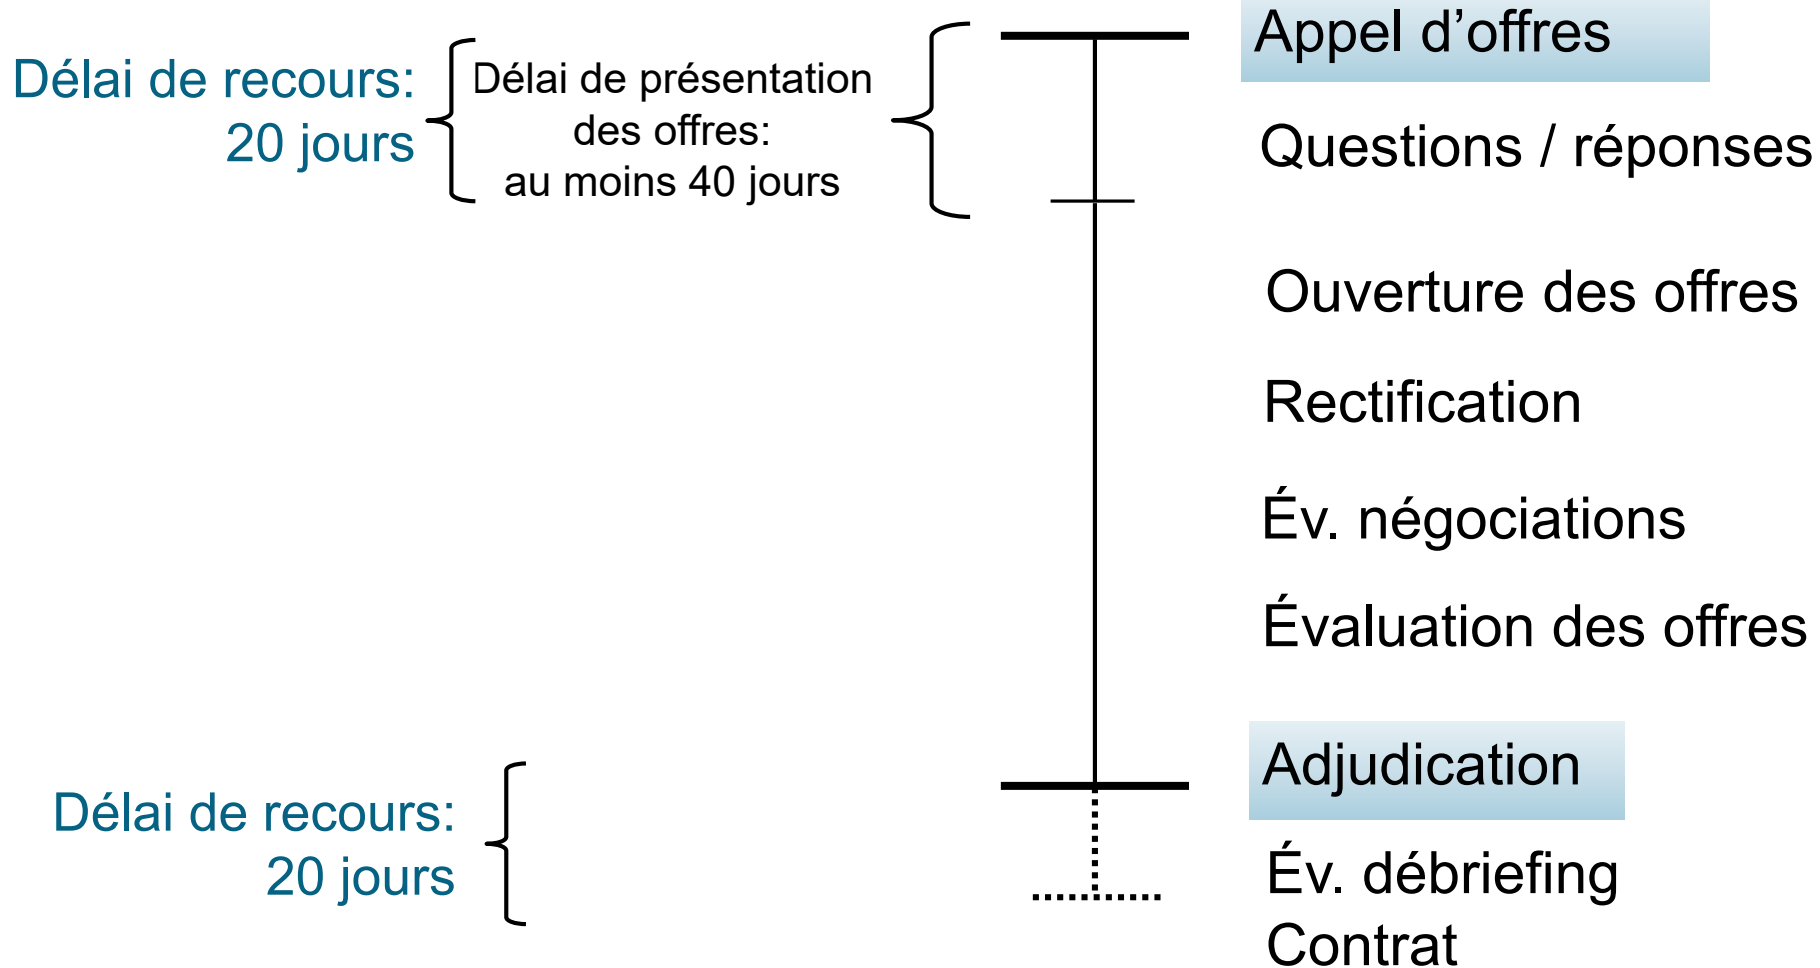 Appel d’offres
Délai de recours:
20 jours
Délai de présentation
des offres:
au moins 40 jours
Questions / réponses
Ouverture des offres
Rectification
Év. négociations
Évaluation des offres
Adjudication
Délai de recours:
20 jours
Év. débriefing
Contrat